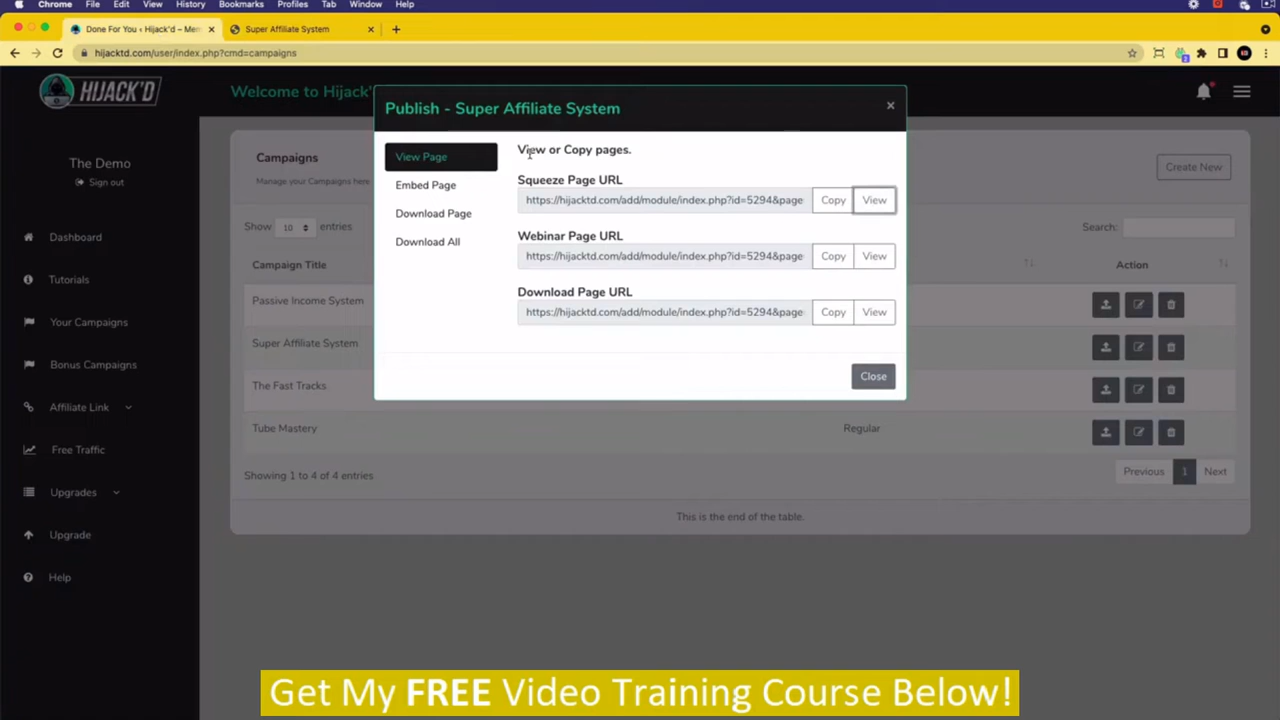 Chrome File Edit View History Bookmarks Profiles Tab Window Help
Done For You ‹ Hijack'd – Mem
Super Affiliate System
hijacktd.com/user/index.php?cmd=campaigns
HIJACK'D
Welcome to Hijack'
The Demo
Sign out
Dashboard
Tutorials
Your Campaigns
Bonus Campaigns
Affiliate Link
Free Traffic
Upgrades
Upgrade
Help
Campaigns
Manage your Campaigns here
Create New
Show 10 entries
Search:
Campaign Title
Action
Passive Income System
Super Affiliate System
The Fast Tracks
Tube Mastery
Regular
Showing 1 to 4 of 4 entries
Previous 1 Next
This is the end of the table.
Publish - Super Affiliate System
×
View Page
Embed Page
Download Page
Download All
View or Copy pages.
Squeeze Page URL
https://hijacktd.com/add/module/index.php?id=5294&page Copy View
Webinar Page URL
https://hijacktd.com/add/module/index.php?id=5294&page Copy View
Download Page URL
https://hijacktd.com/add/module/index.php?id=5294&page Copy View
Close
Get My FREE Video Training Course Below!